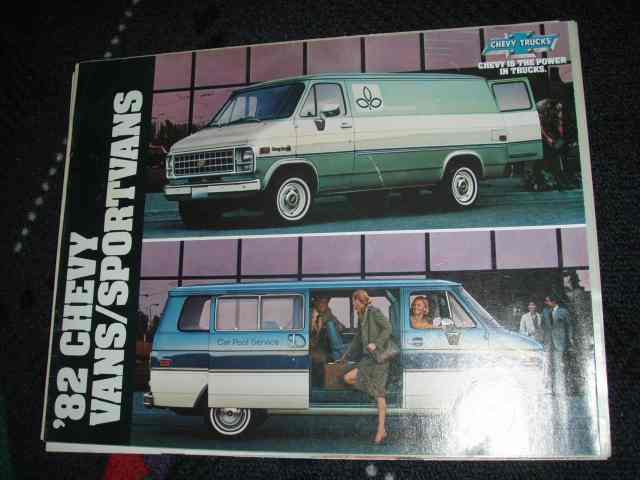 '82 CHEVY
VANS/SPORTVANS
CHEVY TRUCKS
CHEVY IS THE POWER
IN TRUCKS.
Car Pool Service